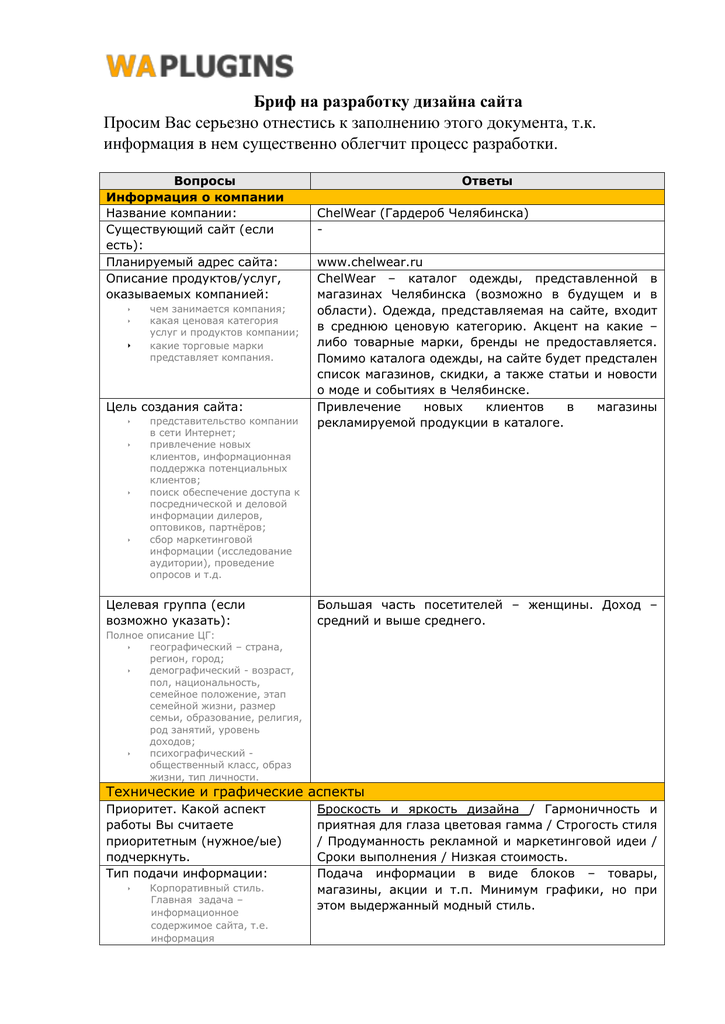 WAPLUGINS
Бриф на разработку дизайна сайта
Просим Вас серьезно отнестись к заполнению этого документа, т.к.
информация в нем существенно облегчит процесс разработки.
Вопросы
Ответы
Информация о компании
Название компании:
ChelWear (Гардероб Челябинска)
Существующий сайт (если
есть):
-
Планируемый адрес сайта:
www.chelwear.ru
Описание продуктов/услуг,
оказываемых компанией:
чем занимается компания;
какая ценовая категория
услуг и продуктов компании;
какие торговые марки
представляет компания.
ChelWear – каталог одежды, представленной в
магазинах Челябинска (возможно в будущем и в
области). Одежда, представляемая на сайте, входит
в среднюю ценовую категорию. Акцент на какие –
либо товарные марки, бренды не предоставляется.
Помимо каталога одежды, на сайте будет предстален
список магазинов, скидки, а также статьи и новости
о моде и событиях в Челябинске.
Цель создания сайта:
представительство компании
в сети Интернет;
привлечение новых
клиентов, информационная
поддержка потенциальных
клиентов;
поиск обеспечение доступа к
посреднической и деловой
информации дилеров,
оптовиков, партнёров;
сбор маркетинговой
информации (исследование
аудитории), проведение
опросов и т.д.
Привлечение новых клиентов в магазины
рекламируемой продукции в каталоге.
Целевая группа (если
возможно указать):
Полное описание ЦГ:
географический – страна,
регион, город;
демографический - возраст,
пол, национальность,
семейное положение, этап
семейной жизни, размер
семьи, образование, религия,
род занятий, уровень
доходов;
психографический -
общественный класс, образ
жизни, тип личности.
Большая часть посетителей – женщины. Доход –
средний и выше среднего.
Технические и графические аспекты
Приоритет. Какой аспект
работы Вы считаете
приоритетным (нужное/ые)
подчеркнуть.
Броскость и яркость дизайна / Гармоничность и
приятная для глаза цветовая гамма / Строгость стиля
/ Продуманность рекламной и маркетинговой идеи /
Сроки выполнения / Низкая стоимость.
Тип подачи информации:
Корпоративный стиль.
Главная задача –
информационное
содержимое сайта, т.е.
информация
Подача информации в виде блоков – товары,
магазины, акции и т.п. Минимум графики, но при
этом выдержанный модный стиль.